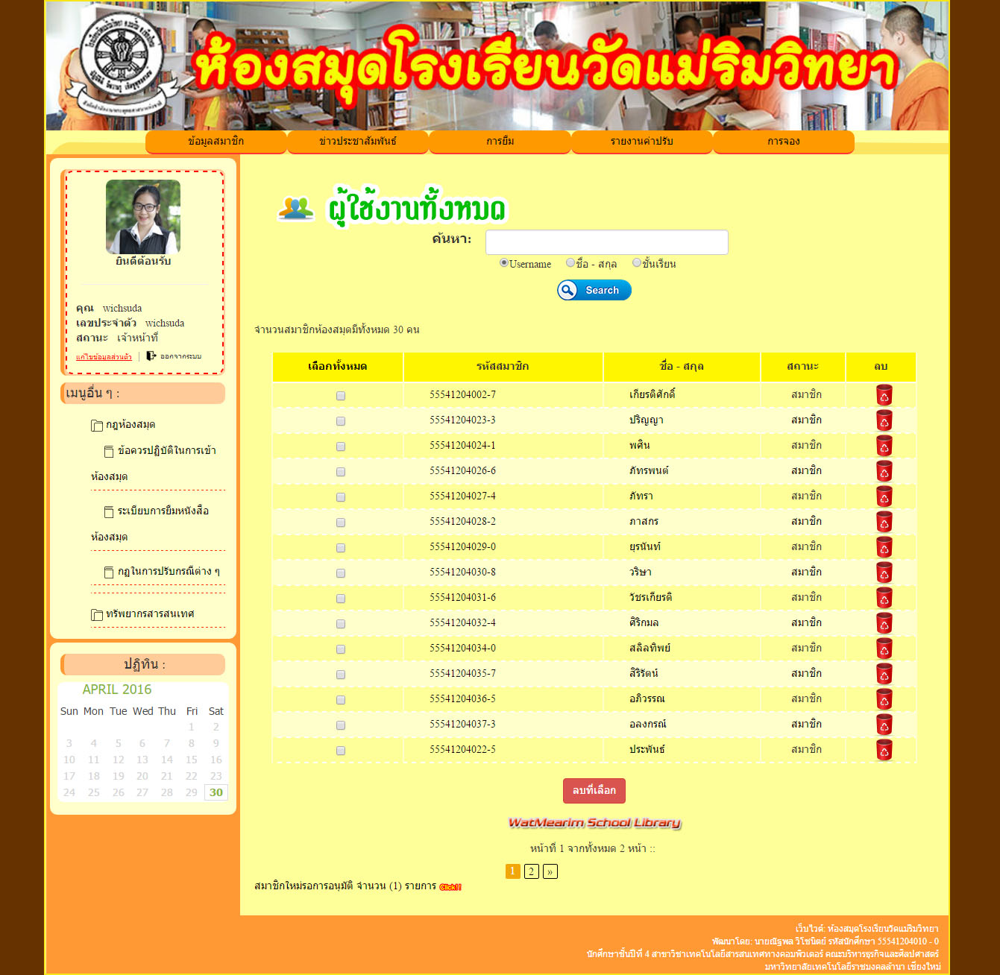 ห้องสมุดโรงเรียนวัดแม่ริมวิทยา
ข้อมูลสมาชิก ข่าวประชาสัมพันธ์ การยืม รายงานค่าปรับ การจอง
ยินดีต้อนรับ
คุณ wichsuda
เลขประจำตัว wichsuda
สถานะ เจ้าหน้าที่
แก้ไขข้อมูลส่วนตัว | ออกจากระบบ
เมนูอื่น ๆ :
กฎห้องสมุด
ข้อควรปฏิบัติในการเข้า
ห้องสมุด
ระเบียบการยืมหนังสือ
ห้องสมุด
กฎในการปรับกรณีต่าง ๆ
ทรัพยากรสารสนเทศ
ปฏิทิน :
APRIL 2016
Sun Mon Tue Wed Thu Fri Sat
1 2
3 4 5 6 7 8 9
10 11 12 13 14 15 16
17 18 19 20 21 22 23
24 25 26 27 28 29 30
ผู้ใช้งานทั้งหมด
ค้นหา:
Username ชื่อ - สกุล ชั้นเรียน
Search
จำนวนสมาชิกห้องสมุดมีทั้งหมด 30 คน
เลือกทั้งหมด รหัสสมาชิก ชื่อ - สกุล สถานะ ลบ
55541204002-7 เกียรติศักดิ์ สมาชิก
55541204023-3 ปริญญา สมาชิก
55541204024-1 พศิน สมาชิก
55541204026-6 ภัทรพนต์ สมาชิก
55541204027-4 ภัทรา สมาชิก
55541204028-2 ภาสกร สมาชิก
55541204029-0 ยุรนันท์ สมาชิก
55541204030-8 วริษา สมาชิก
55541204031-6 วัชรเกียรติ สมาชิก
55541204032-4 ศิริกมล สมาชิก
55541204034-0 สลิลทิพย์ สมาชิก
55541204035-7 สิริรัตน์ สมาชิก
55541204036-5 อภิวรรณ สมาชิก
55541204037-3 อลงกรณ์ สมาชิก
55541204022-5 ประพันธ์ สมาชิก
ลบที่เลือก
WatMearim School Library
หน้าที่ 1 จากทั้งหมด 2 หน้า ::
1 2 »
สมาชิกใหม่รอการอนุมัติ จำนวน (1) รายการ Click!!
เว็บไวต์: ห้องสมุดโรงเรียนวัดแม่ริมวิทยา
พัฒนาโดย: นายณัฐพล วิโชนิตย์ รหัสนักศึกษา 55541204010 - 0
นักศึกษาชั้นปีที่ 4 สาขาวิชาเทคโนโลยีสารสนเทศทางคอมพิวเตอร์ คณะบริหารธุรกิจและศิลปศาสตร์
มหาวิทยาลัยเทคโนโลยีราชมงคลล้านา เชียงใหม่